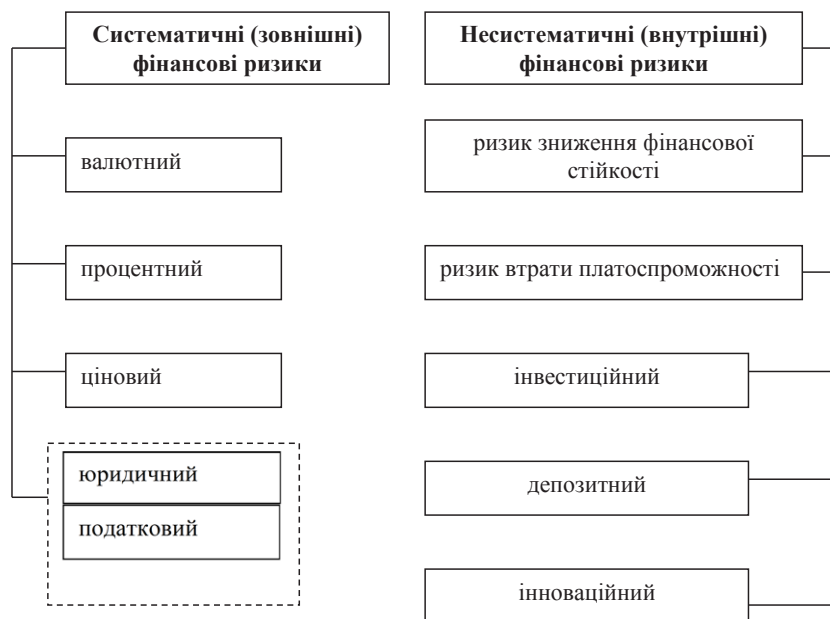 Систематичні (зовнішні)
фінансові ризики
валютний
процентний
ціновий
юридичний
податковий
Несистематичні (внутрішні)
фінансові ризики
ризик зниження фінансової
стійкості
ризик втрати платоспроможності
інвестиційний
депозитний
інноваційний